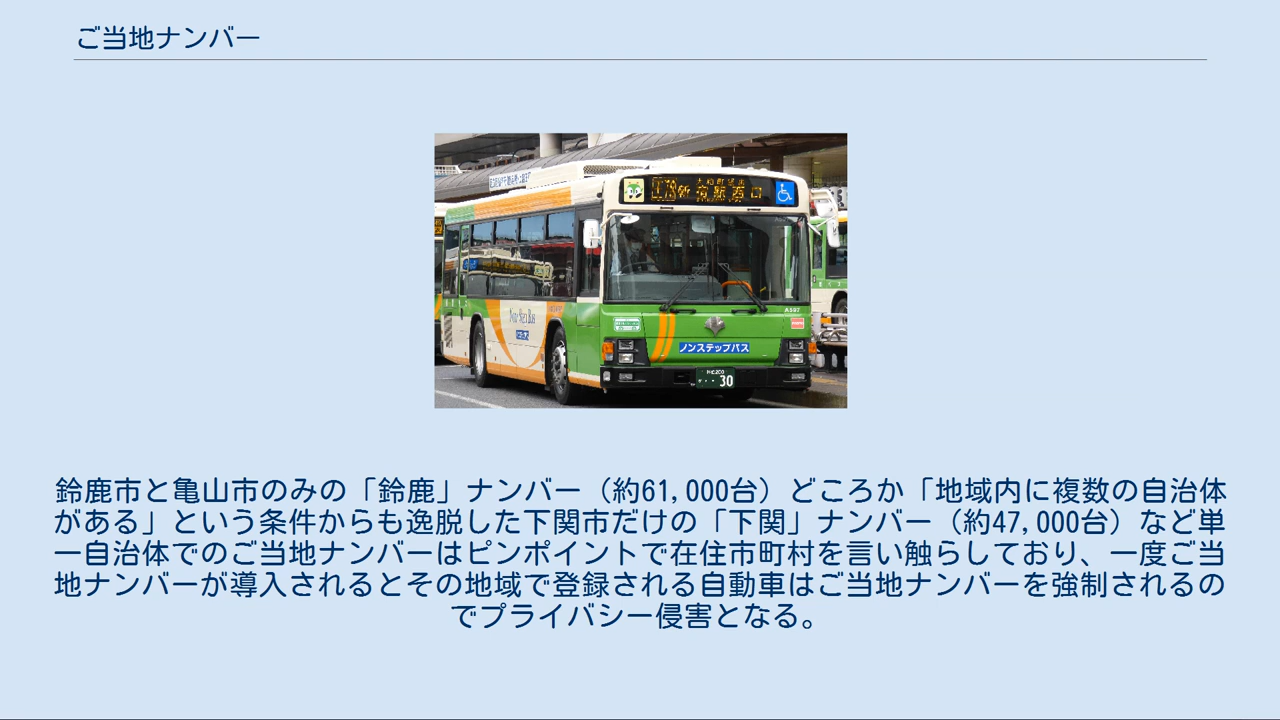 ご当地ナンバー
ノンステップバス
A597
30
鈴鹿市と亀山市のみの「鈴鹿」ナンバー（約61,000台）どころか「地域内に複数の自治体
がある」という条件からも逸脱した下関市だけの「下関」ナンバー（約47,000台）など単
一自治体でのご当地ナンバーはピンポイントで在住市町村を言い触らしており、一度ご当
地ナンバーが導入されるとその地域で登録される自動車はご当地ナンバーを強制されるの
でプライバシー侵害となる。